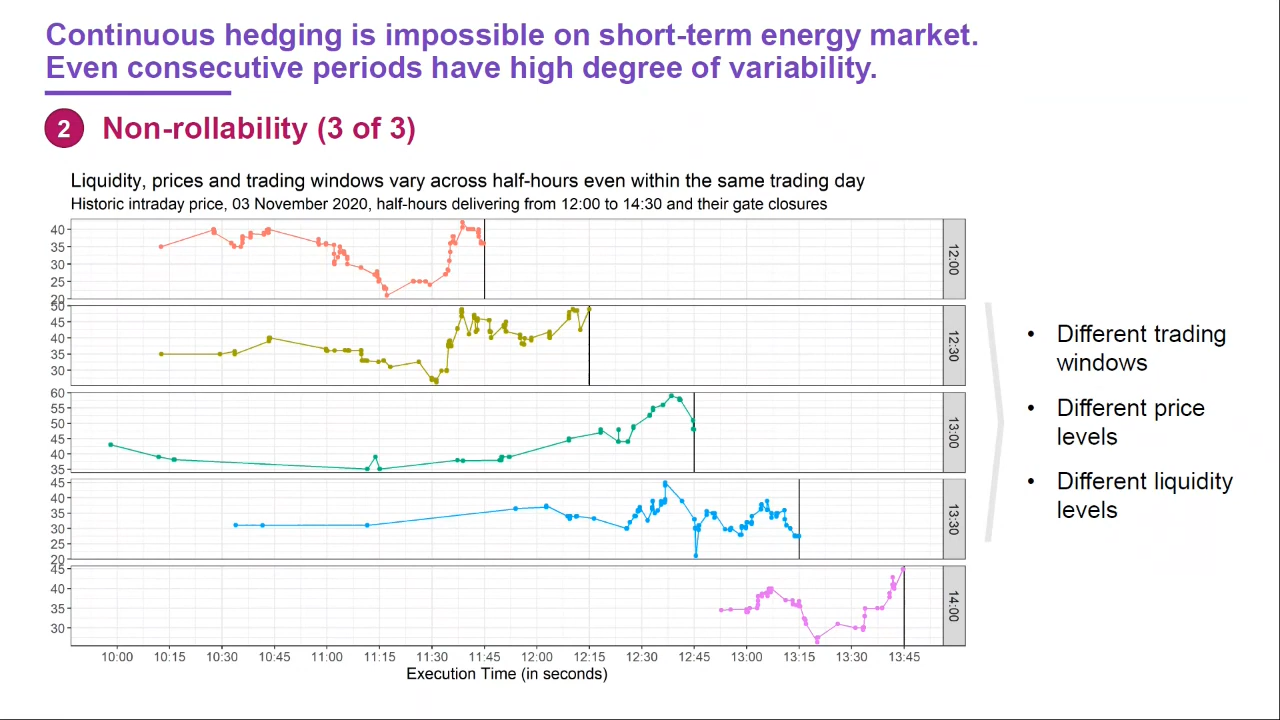 Continuous hedging is impossible on short-term energy market.
Even consecutive periods have high degree of variability.
2 Non-rollability (3 of 3)
Liquidity, prices and trading windows vary across half-hours even within the same trading day
Historic intraday price, 03 November 2020, half-hours delivering from 12:00 to 14:30 and their gate closures
40
35
30
25
20
12:00
50
45
40
35
30
12:30
60
55
50
45
40
35
13:00
45
40
35
30
25
20
13:30
45
40
35
30
14:00
10:00 10:15 10:30 10:45 11:00 11:15 11:30 11:45 12:00 12:15 12:30 12:45 13:00 13:15 13:30 13:45
Execution Time (in seconds)
• Different trading
windows
• Different price
levels
• Different liquidity
levels